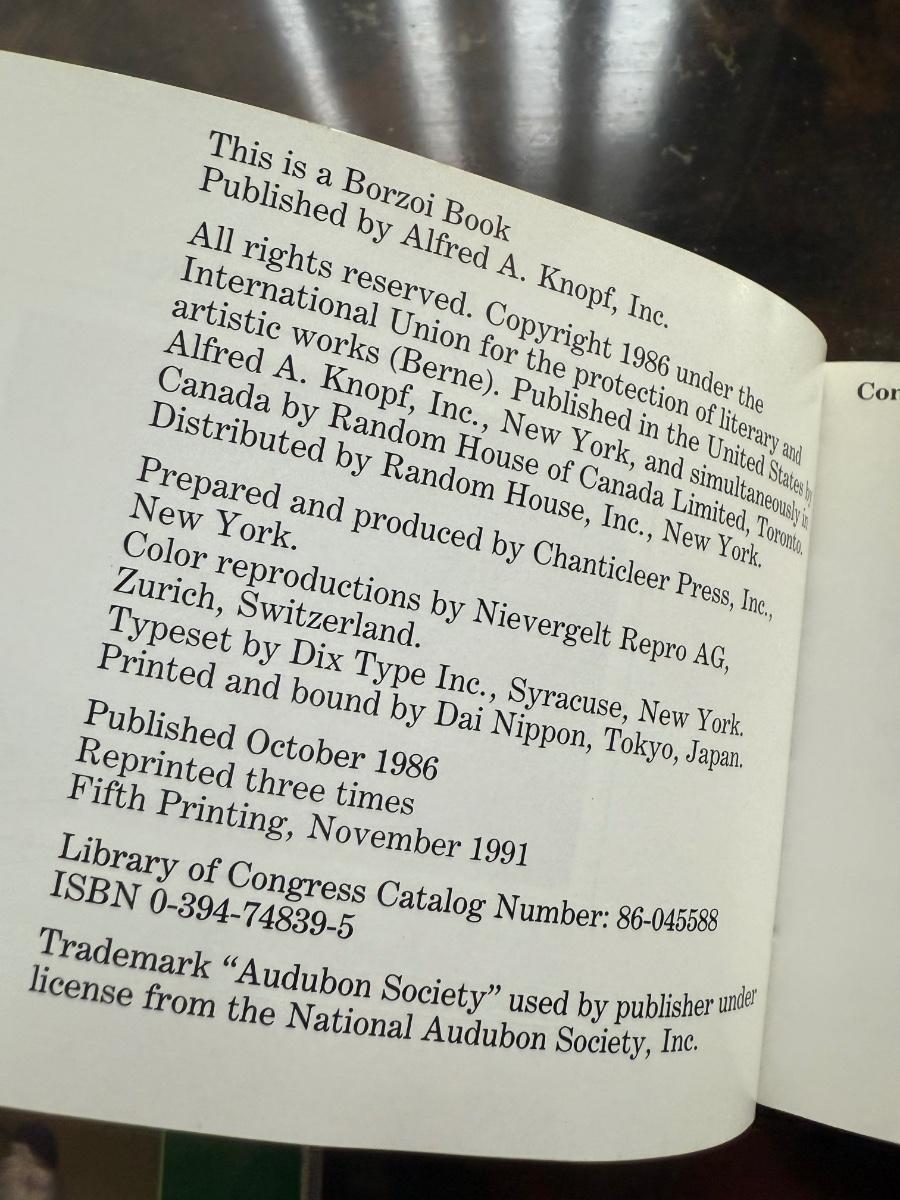 This is a Borzoi Book
Published by Alfred A. Knopf, Inc.
All rights reserved. Copyright 1986 under the
International Union for the protection of literary and
artistic works (Berne). Published in the United States by
Alfred A. Knopf, Inc., New York, and simultaneously in
Canada by Random House of Canada Limited, Toronto.
Distributed by Random House, Inc., New York.
Prepared and produced by Chanticleer Press, Inc.,
New York.
Color reproductions by Nievergelt Repro AG,
Zurich, Switzerland.
Typeset by Dix Type Inc., Syracuse, New York.
Printed and bound by Dai Nippon, Tokyo, Japan.
Published October 1986
Reprinted three times
Fifth Printing, November 1991
Library of Congress Catalog Number: 86-045588
ISBN 0-394-74839-5
Trademark “Audubon Society” used by publisher under
license from the National Audubon Society, Inc.